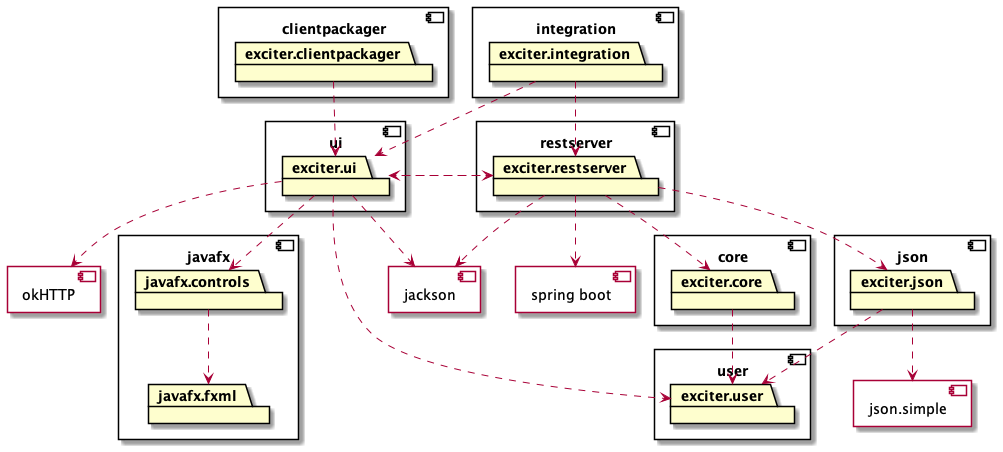 clientpackager
exciter.clientpackager
integration
exciter.integration
ui
exciter.ui
restserver
exciter.restserver
okHTTP
javafx
javafx.controls
javafx.fxml
jackson
spring boot
core
exciter.core
json
exciter.json
user
exciter.user
json.simple